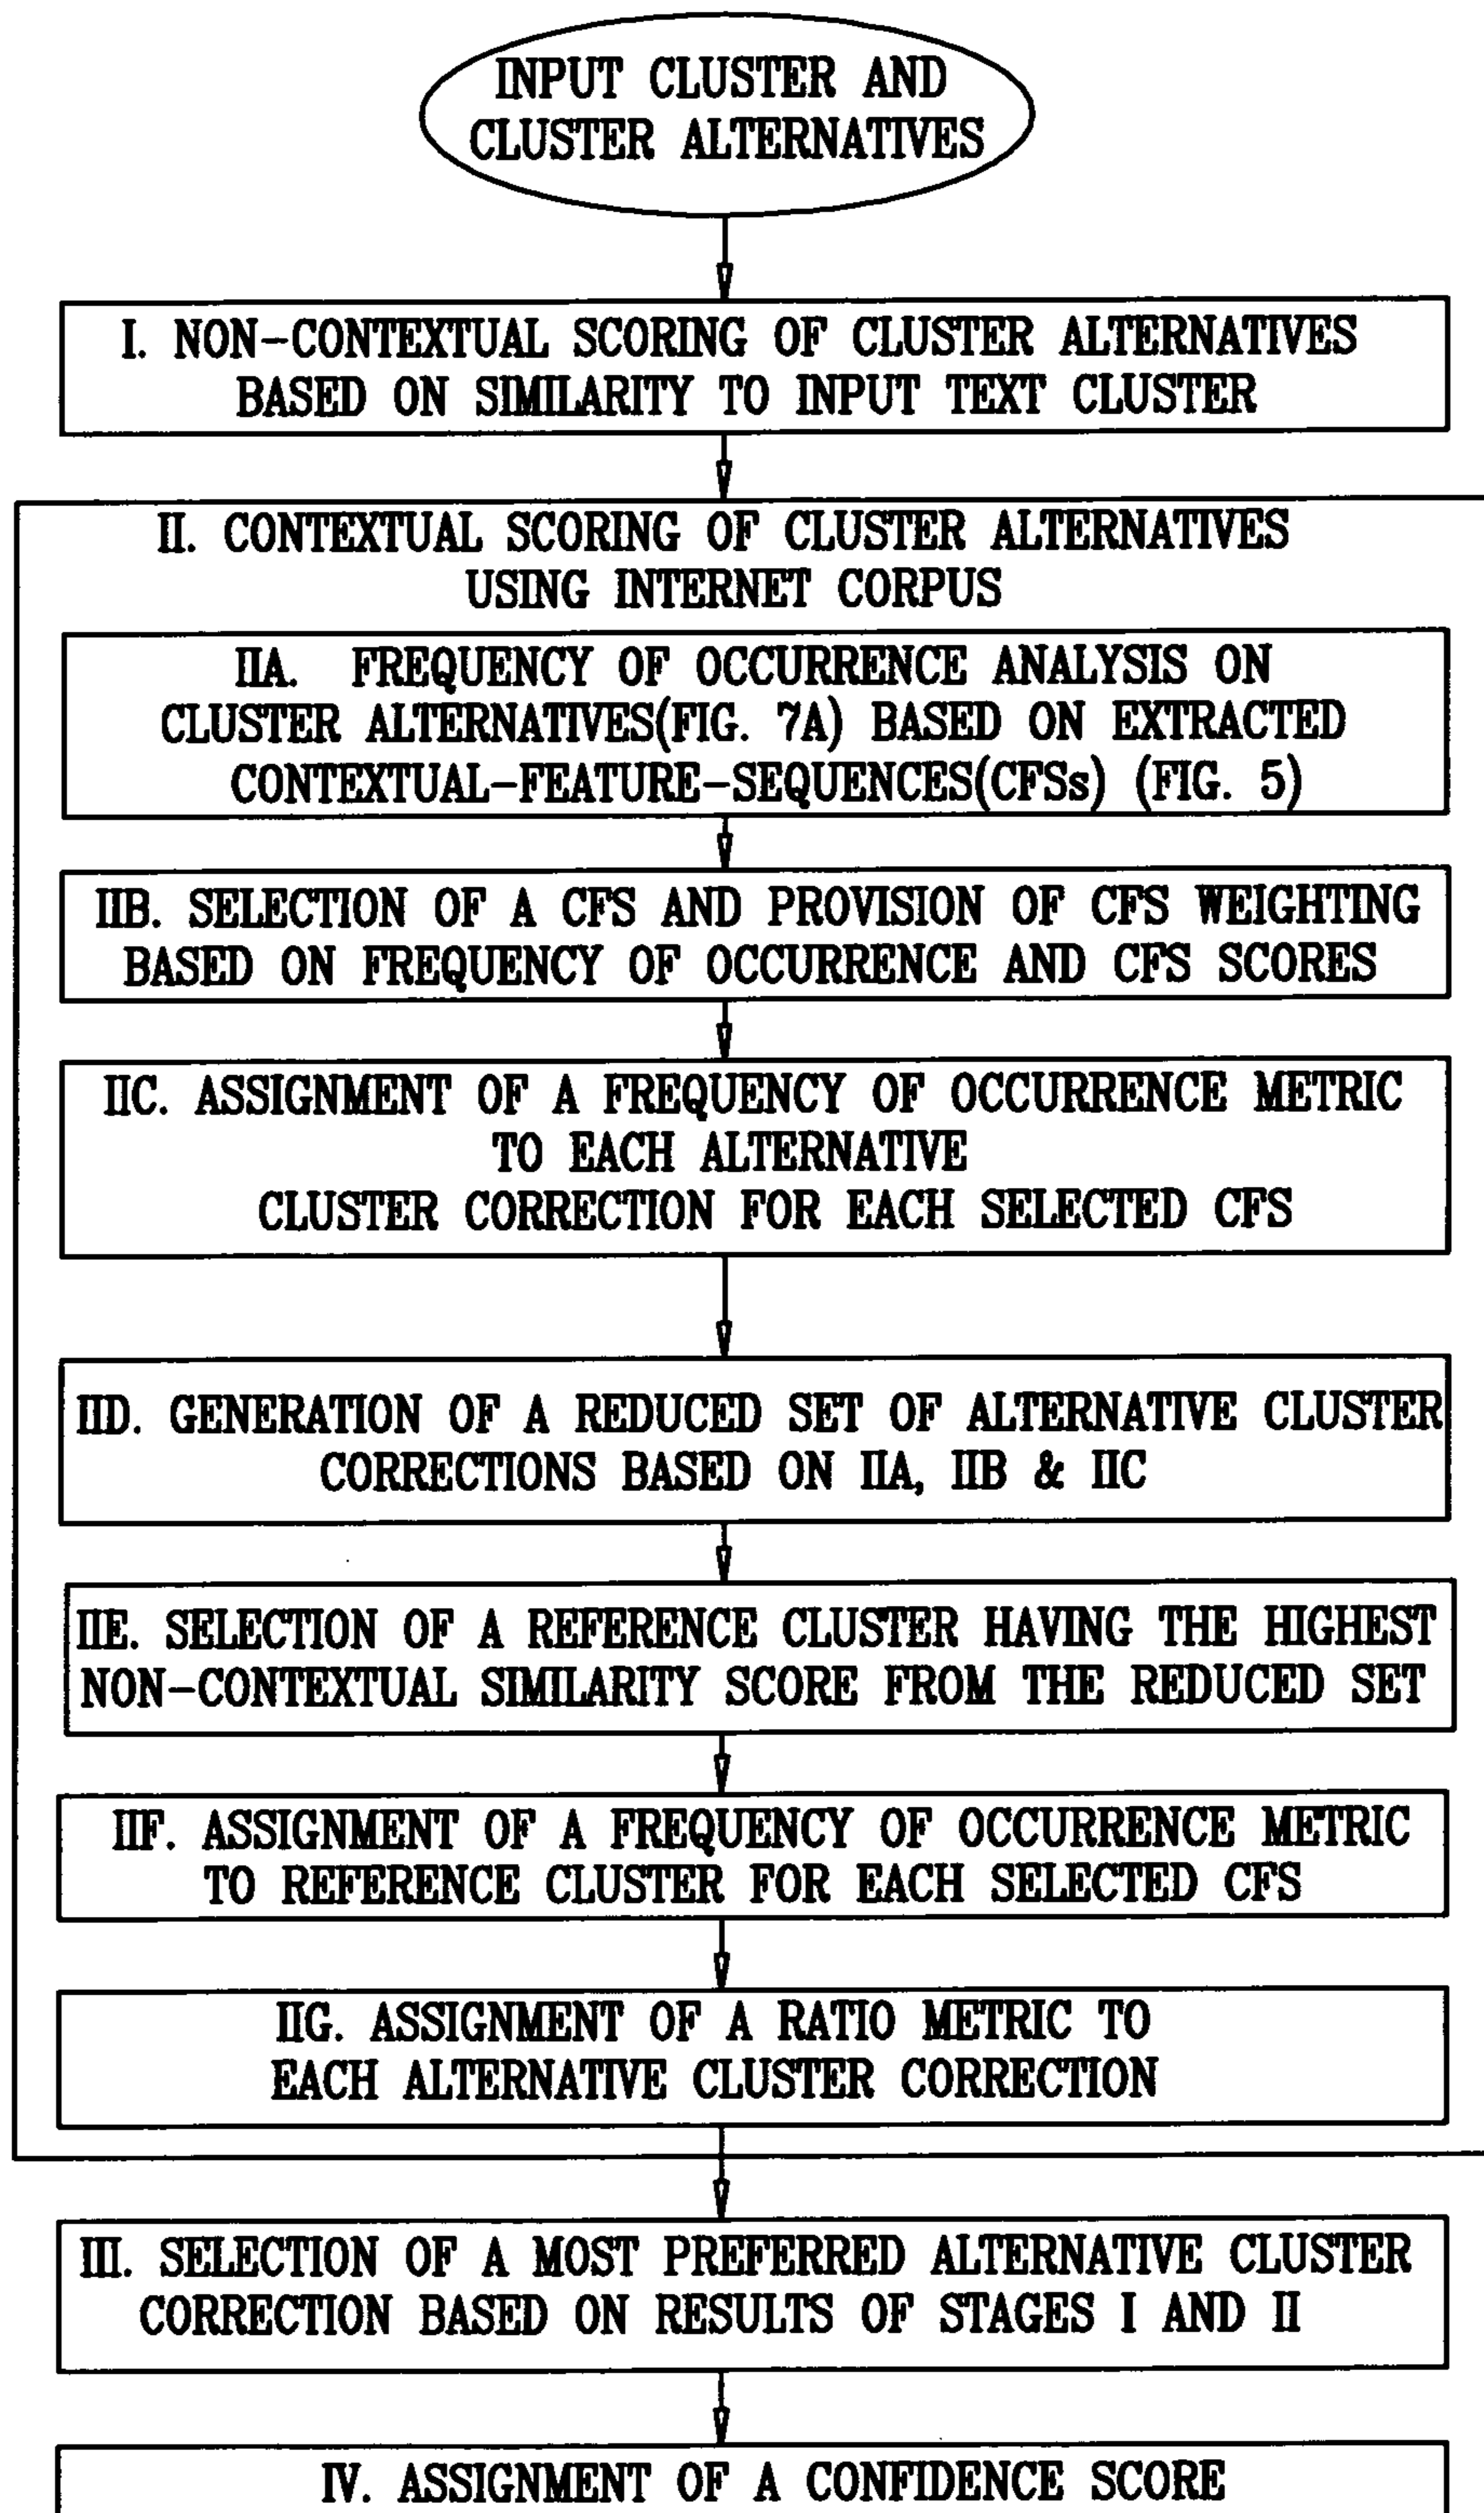 INPUT CLUSTER AND
CLUSTER ALTERNATIVES
I. NON-CONTEXTUAL SCORING OF CLUSTER ALTERNATIVES
BASED ON SIMILARITY TO INPUT TEXT CLUSTER
II. CONTEXTUAL SCORING OF CLUSTER ALTERNATIVES
USING INTERNET CORPUS
IIA. FREQUENCY OF OCCURRENCE ANALYSIS ON
CLUSTER ALTERNATIVES(FIG. 7A) BASED ON EXTRACTED
CONTEXTUAL-FEATURE-SEQUENCES(CFSs) (FIG. 5)
IIB. SELECTION OF A CFS AND PROVISION OF CFS WEIGHTING
BASED ON FREQUENCY OF OCCURRENCE AND CFS SCORES
IIC. ASSIGNMENT OF A FREQUENCY OF OCCURRENCE METRIC
TO EACH ALTERNATIVE
CLUSTER CORRECTION FOR EACH SELECTED CFS
IID. GENERATION OF A REDUCED SET OF ALTERNATIVE CLUSTER
CORRECTIONS BASED ON IIA, IIB & IIC
IIE. SELECTION OF A REFERENCE CLUSTER HAVING THE HIGHEST
NON-CONTEXTUAL SIMILARITY SCORE FROM THE REDUCED SET
IIF. ASSIGNMENT OF A FREQUENCY OF OCCURRENCE METRIC
TO REFERENCE CLUSTER FOR EACH SELECTED CFS
IIG. ASSIGNMENT OF A RATIO METRIC TO
EACH ALTERNATIVE CLUSTER CORRECTION
III. SELECTION OF A MOST PREFERRED ALTERNATIVE CLUSTER
CORRECTION BASED ON RESULTS OF STAGES I AND II
IV. ASSIGNMENT OF A CONFIDENCE SCORE